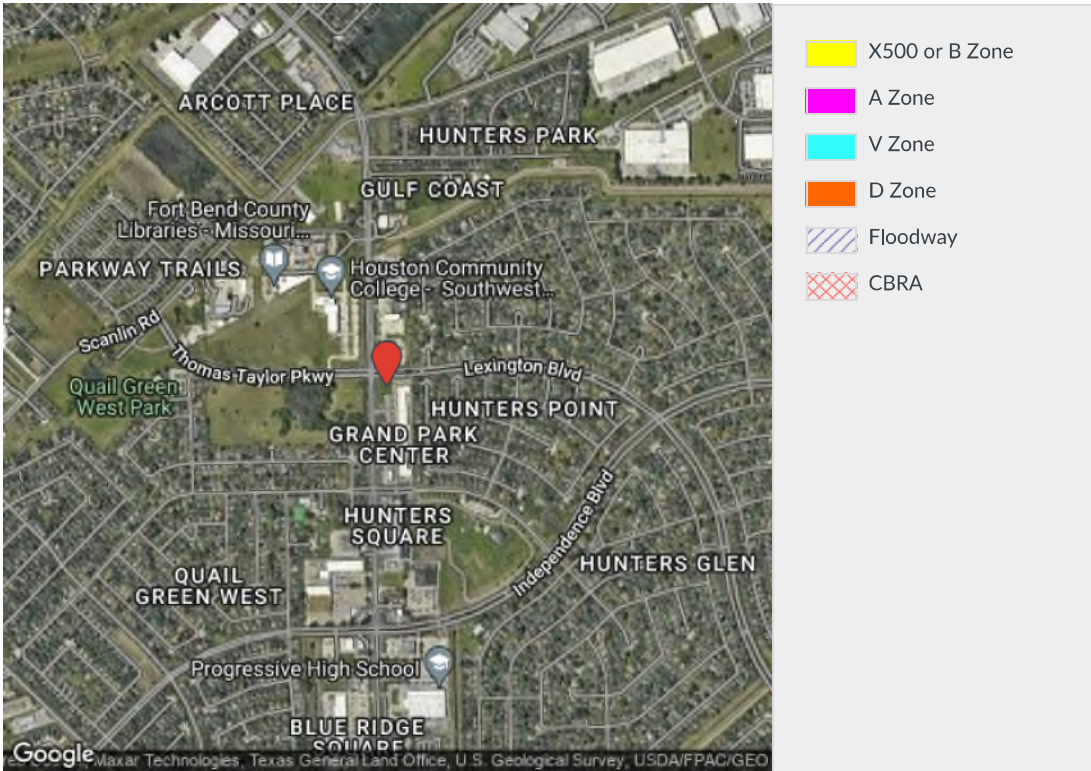 ARCOTT PLACE
HUNTERS PARK
GULF COAST
Fort Bend County
Libraries - Missouri...
PARKWAY TRAILS
Houston Community
College - Southwest...
Scanlin Rd
Thomas Taylor Pkwy
Lexington Blvd
Quail Green
West Park
HUNTERS POINT
GRAND PARK
CENTER
HUNTERS
SQUARE
Independence Blvd
HUNTERS GLEN
QUAIL
GREEN WEST
Progressive High School
BLUE RIDGE
SQUARE
Google
Maxar Technologies, Texas General Land Office, U.S. Geological Survey, USDA/FPAC/GEO
X500 or B Zone
A Zone
V Zone
D Zone
Floodway
CBRA